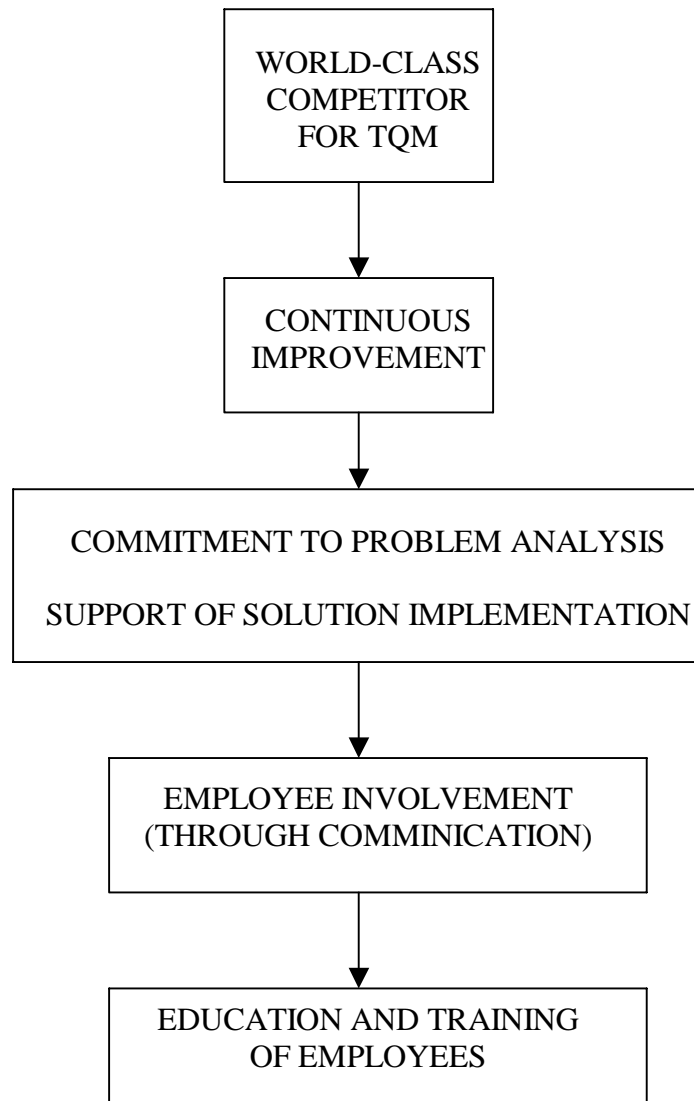 WORLD-CLASS
COMPETITOR
FOR TQM
CONTINUOUS
IMPROVEMENT
COMMITMENT TO PROBLEM ANALYSIS
SUPPORT OF SOLUTION IMPLEMENTATION
EMPLOYEE INVOLVEMENT
(THROUGH COMMINICATION)
EDUCATION AND TRAINING
OF EMPLOYEES